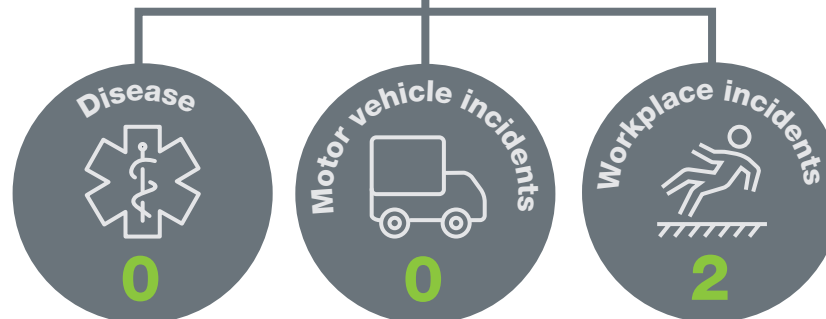 Disease
0
Motor vehicle incidents
0
Workplace incidents
2